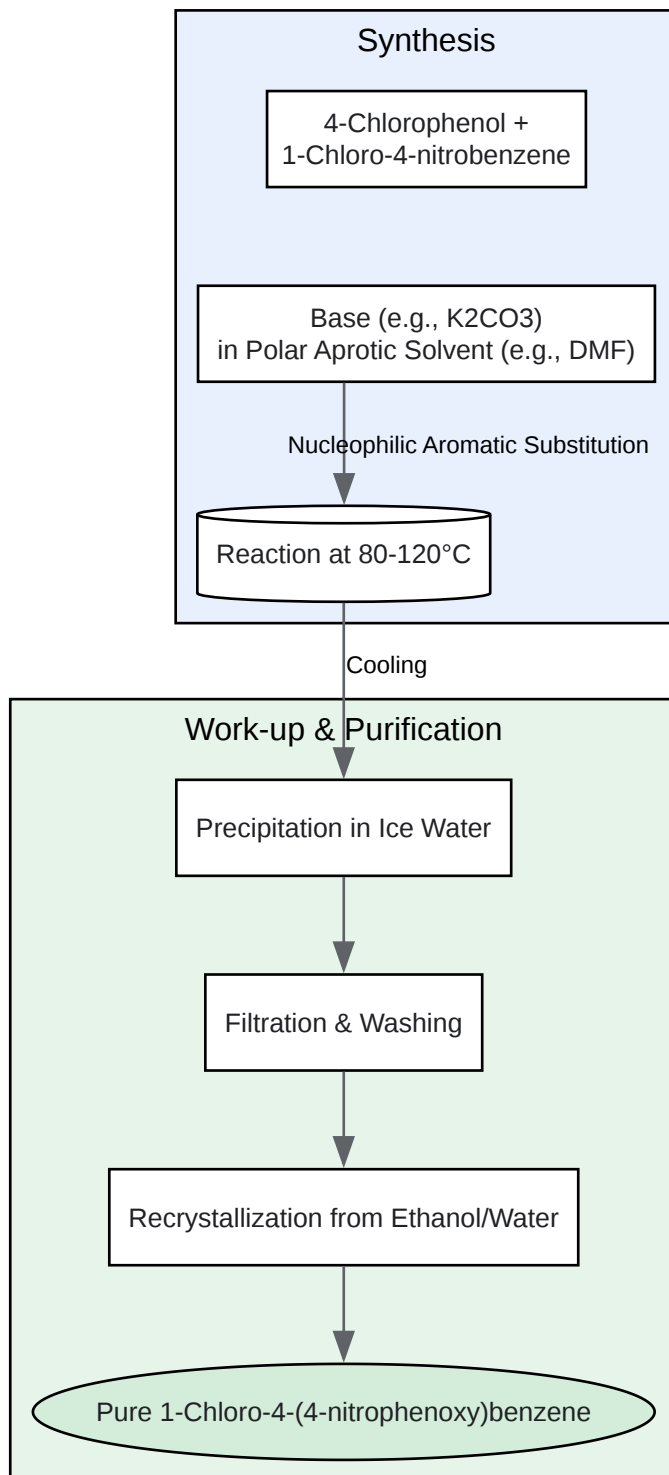 Synthesis
4-Chlorophenol +
1-Chloro-4-nitrobenzene
Base (e.g., K2CO3)
in Polar Aprotic Solvent (e.g., DMF)
Nucleophilic Aromatic Substitution
Reaction at 80-120°C
Cooling
Work-up & Purification
Precipitation in Ice Water
Filtration & Washing
Recrystallization from Ethanol/Water
Pure 1-Chloro-4-(4-nitrophenoxy)benzene